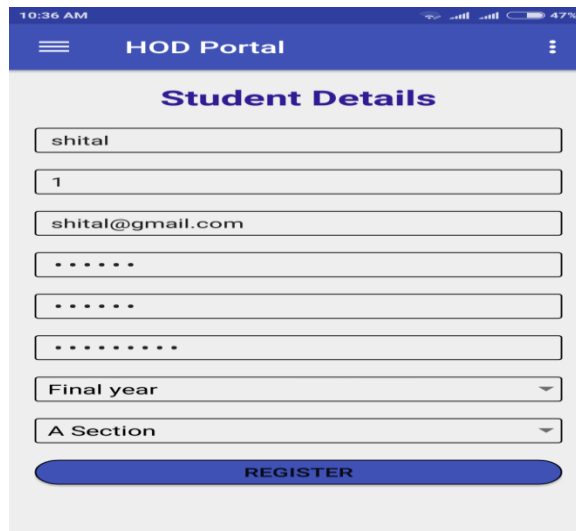 10:36 AM 47%
HOD Portal
Student Details
shital
1
shital@gmail.com
••••••
••••••
•••••••••
Final year
A Section
REGISTER